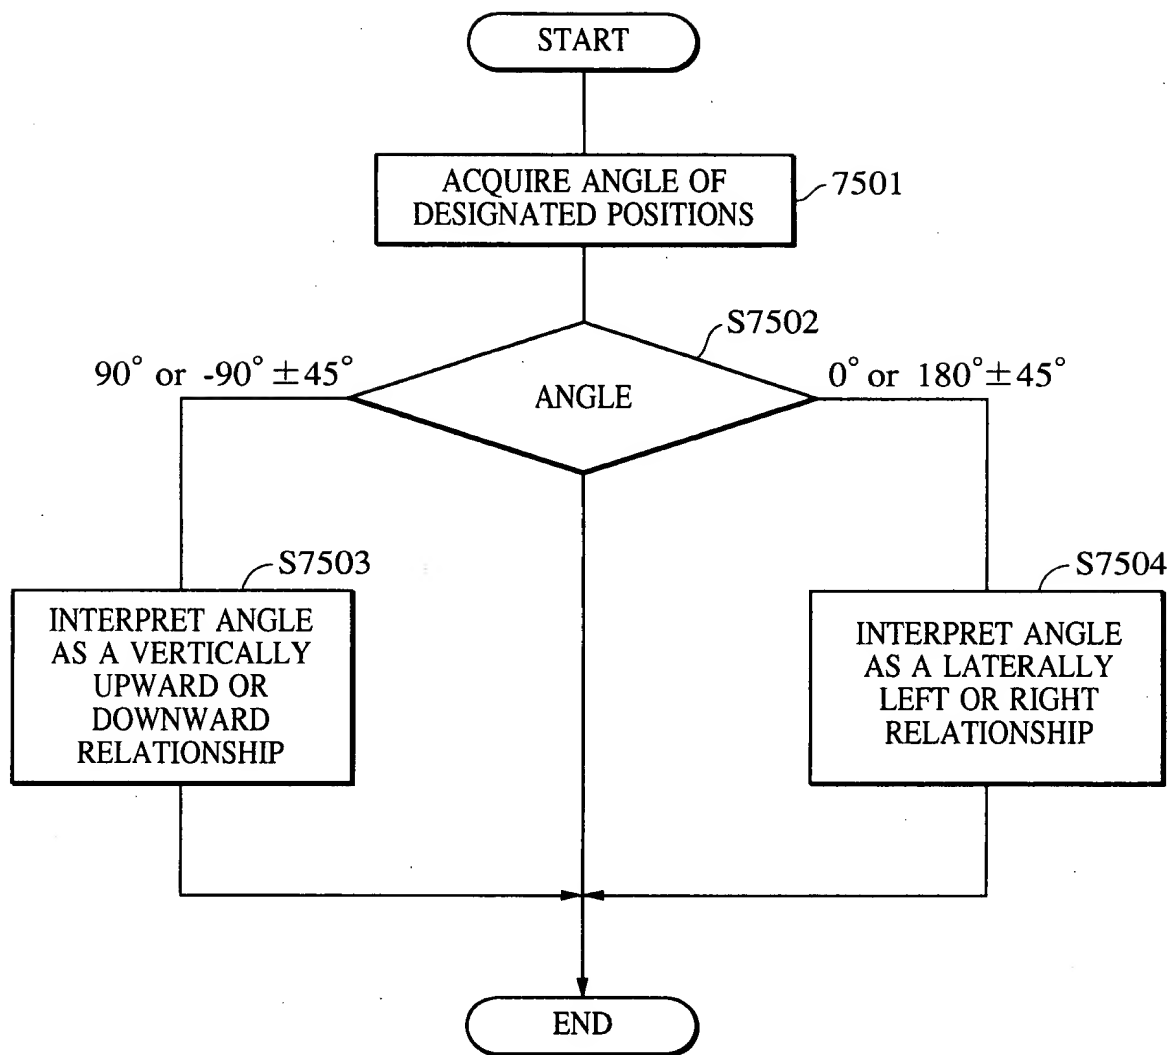 START
ACQUIRE ANGLE OF
DESIGNATED POSITIONS
7501
S7502
90° or -90° ±45°
ANGLE
0° or 180°±45°
S7503
INTERPRET ANGLE
AS A VERTICALLY
UPWARD OR
DOWNWARD
RELATIONSHIP
S7504
INTERPRET ANGLE
AS A LATERALLY
LEFT OR RIGHT
RELATIONSHIP
END